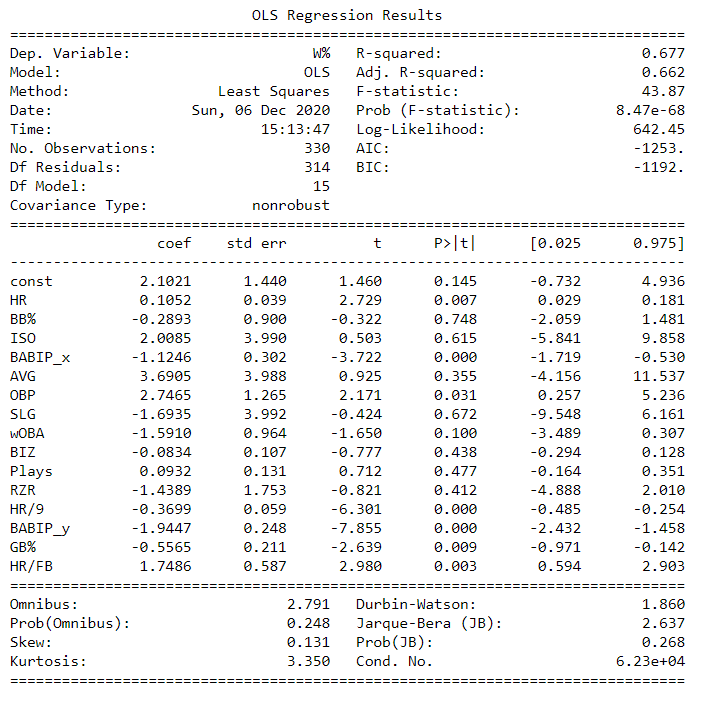 OLS Regression Results
==============================================================================
Dep. Variable:                     W%   R-squared:                       0.677
Model:                            OLS   Adj. R-squared:                  0.662
Method:                 Least Squares   F-statistic:                     43.87
Date:                Sun, 06 Dec 2020   Prob (F-statistic):           8.47e-68
Time:                        15:13:47   Log-Likelihood:                 642.45
No. Observations:                 330   AIC:                            -1253.
Df Residuals:                     314   BIC:                            -1192.
Df Model:                          15
Covariance Type:            nonrobust
==============================================================================
                 coef    std err          t      P>|t|      [0.025      0.975]
------------------------------------------------------------------------------
const          2.1021      1.440      1.460      0.145      -0.732       4.936
HR             0.1052      0.039      2.729      0.007       0.029       0.181
BB%           -0.2893      0.900     -0.322      0.748      -2.059       1.481
ISO            2.0085      3.990      0.503      0.615      -5.841       9.858
BABIP_x       -1.1246      0.302     -3.722      0.000      -1.719      -0.530
AVG            3.6905      3.988      0.925      0.355      -4.156      11.537
OBP            2.7465      1.265      2.171      0.031       0.257       5.236
SLG           -1.6935      3.992     -0.424      0.672      -9.548       6.161
wOBA          -1.5910      0.964     -1.650      0.100      -3.489       0.307
BIZ           -0.0834      0.107     -0.777      0.438      -0.294       0.128
Plays          0.0932      0.131      0.712      0.477      -0.164       0.351
RZR           -1.4389      1.753     -0.821      0.412      -4.888       2.010
HR/9          -0.3699      0.059     -6.301      0.000      -0.485      -0.254
BABIP_y       -1.9447      0.248     -7.855      0.000      -2.432      -1.458
GB%           -0.5565      0.211     -2.639      0.009      -0.971      -0.142
HR/FB          1.7486      0.587      2.980      0.003       0.594       2.903
==============================================================================
Omnibus:                        2.791   Durbin-Watson:                   1.860
Prob(Omnibus):                  0.248   Jarque-Bera (JB):                2.637
Skew:                           0.131   Prob(JB):                        0.268
Kurtosis:                       3.350   Cond. No.                     6.23e+04
==============================================================================